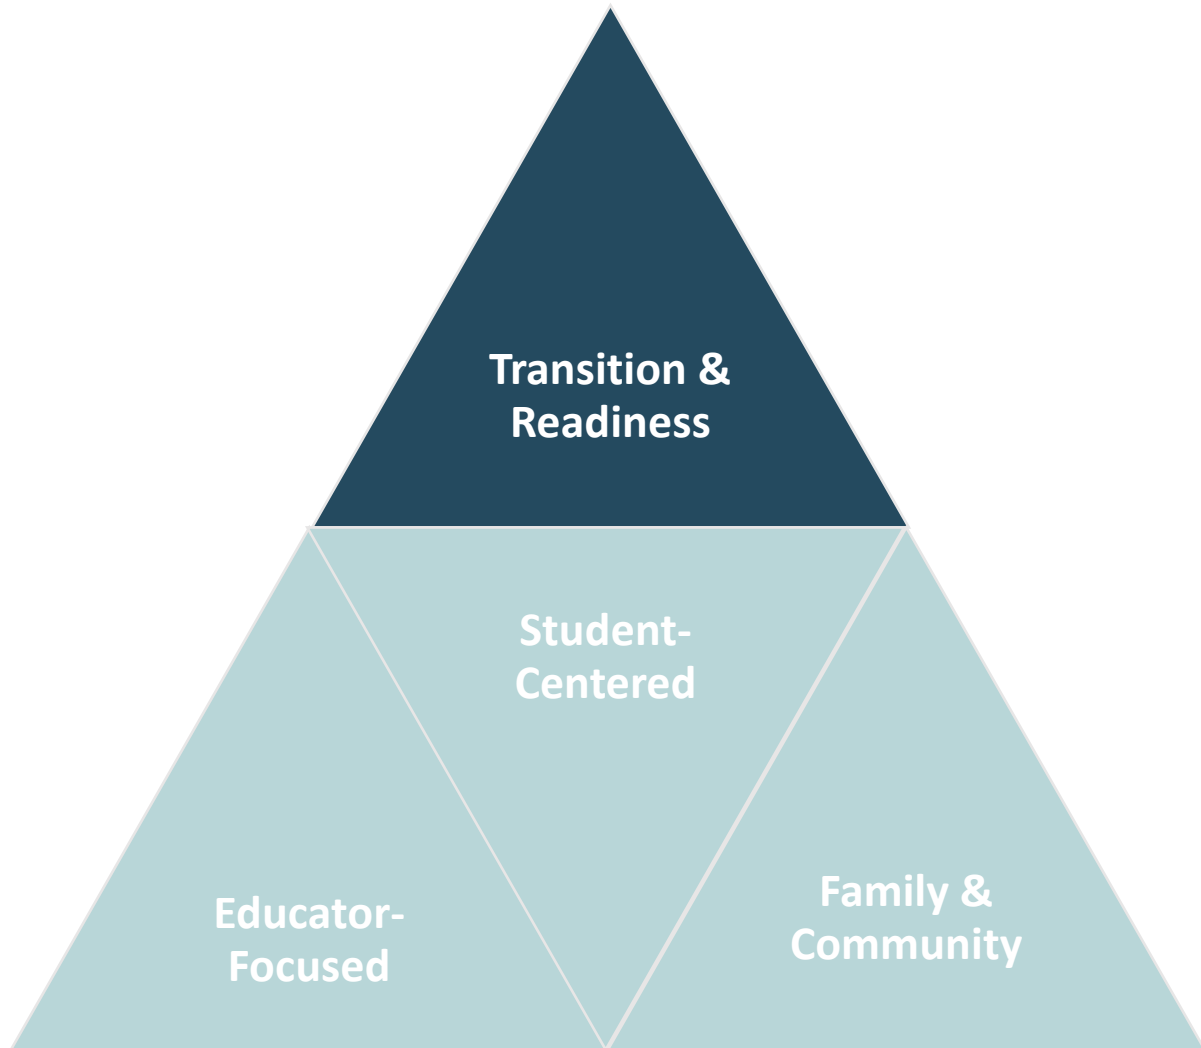 Transition &
Readiness
Student-
Centered
Educator-
Focused
Family &
Community